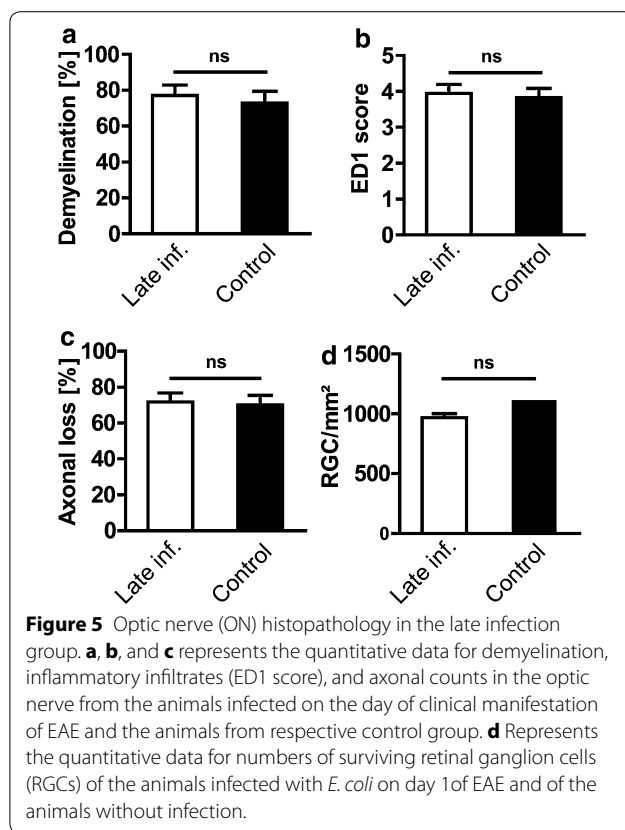 a
Demyelination [%]
100
80
60
40
20
0
ns
Late inf.
Control
b
ED1 score
5
4
3
2
1
0
ns
Late inf.
Control
c
Axonal loss [%]
100
80
60
40
20
0
ns
Late inf.
Control
d
RGC/mm²
1500
1000
500
0
ns
Late inf.
Control
Figure 5 Optic nerve (ON) histopathology in the late infection
group. a, b, and c represents the quantitative data for demyelination,
inflammatory infiltrates (ED1 score), and axonal counts in the optic
nerve from the animals infected on the day of clinical manifestation
of EAE and the animals from respective control group. d Represents
the quantitative data for numbers of surviving retinal ganglion cells
(RGCs) of the animals infected with E. coli on day 1of EAE and of the
animals without infection.